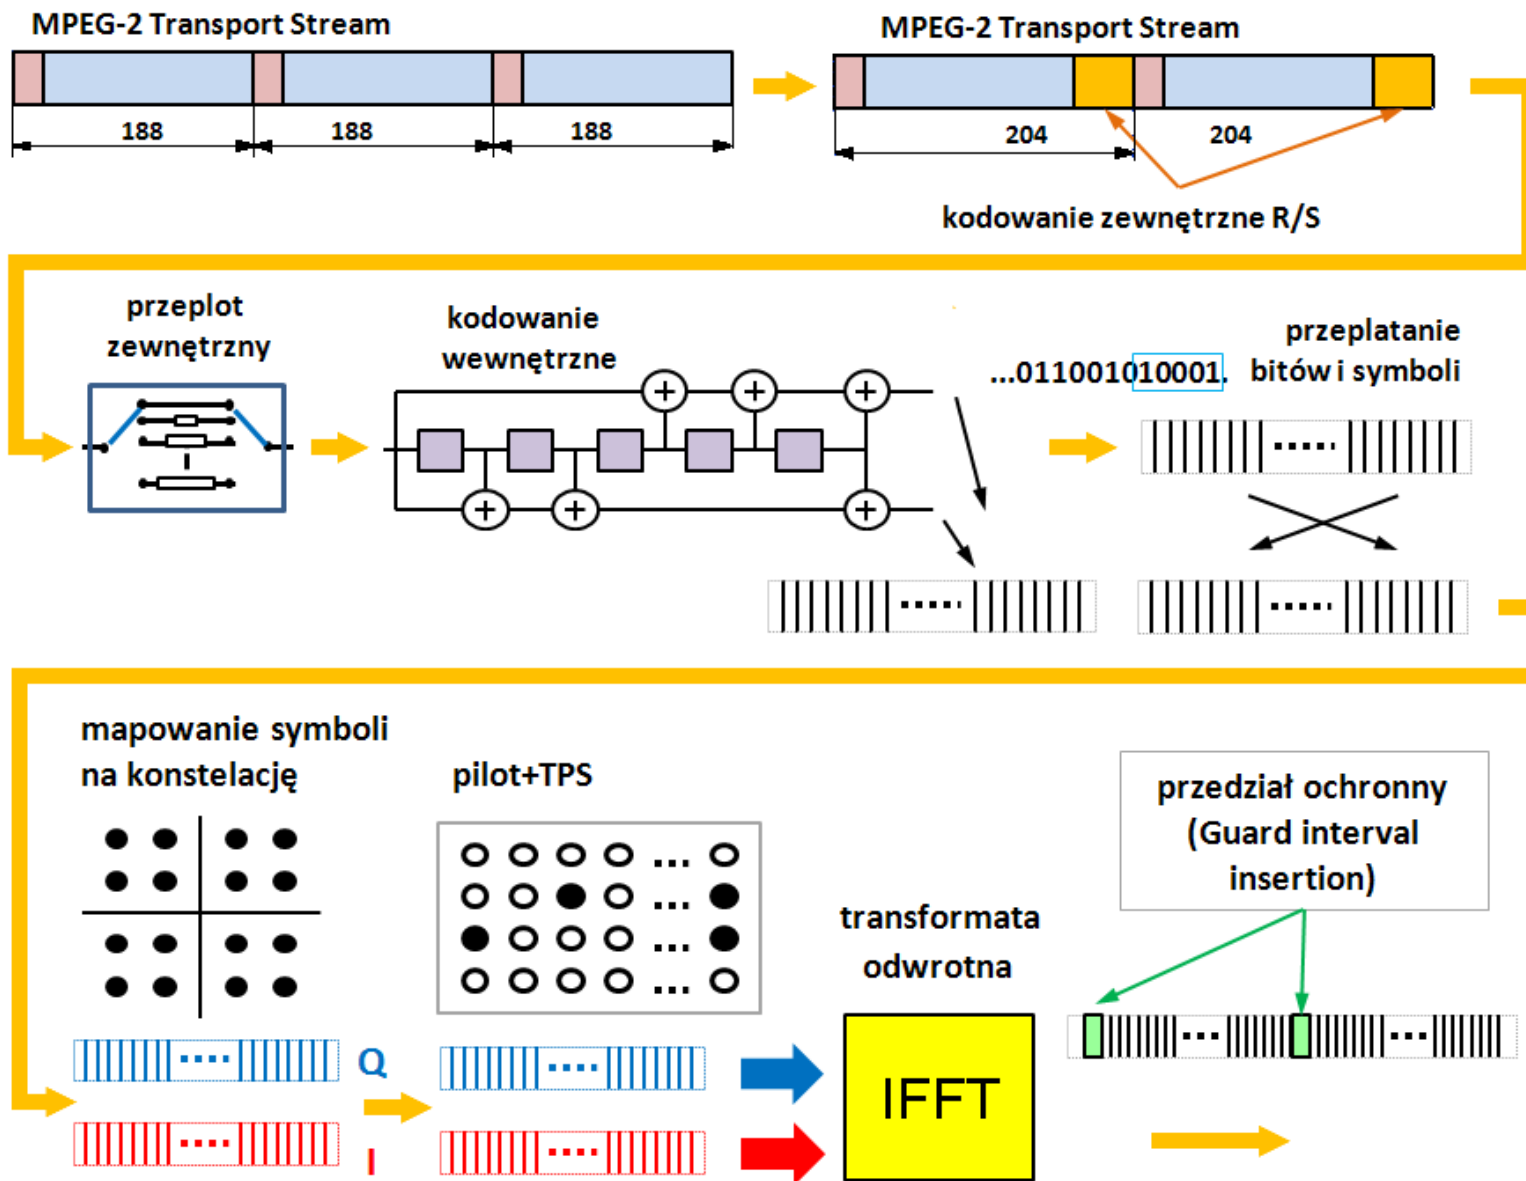 MPEG-2 Transport Stream
188
188
188
MPEG-2 Transport Stream
204
204
kodowanie zewnętrzne R/S
przeplot
zewnętrzny
kodowanie
wewnętrzne
+
+
+
+
+
+
...011001010001.
przeplatanie
bitów i symboli
mapowanie symboli
na konstelację
Q
I
pilot+TPS
transformata
odwrotna
IFFT
przedział ochronny
(Guard interval
insertion)